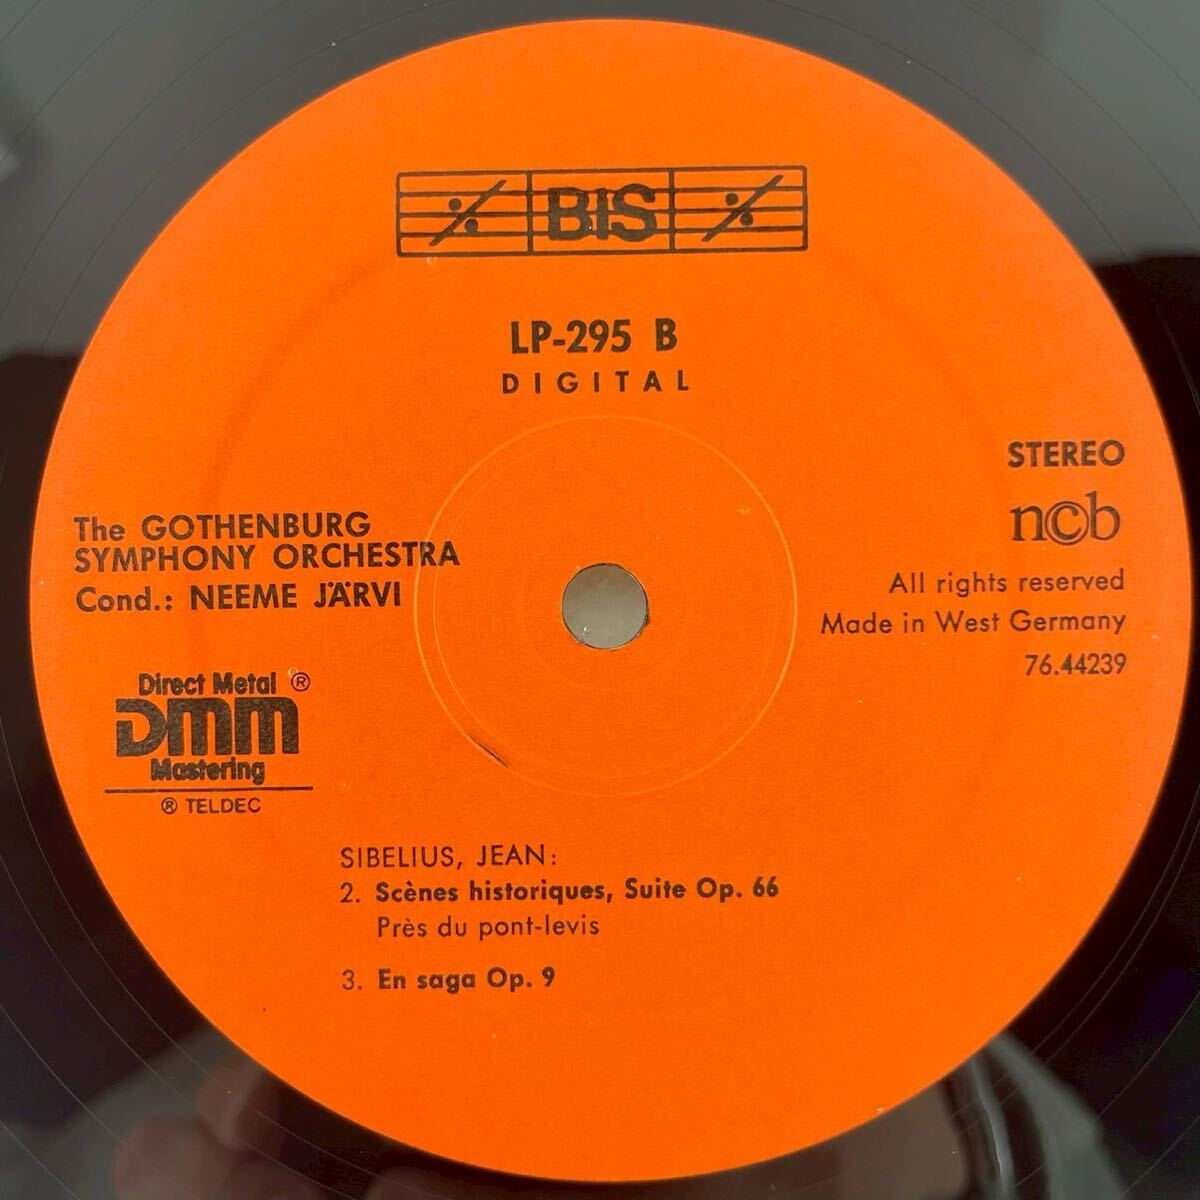 BIS
LP-295 B
DIGITAL
The GOTHENBURG
SYMPHONY ORCHESTRA
Cond.: NEEME JÄRVI
STEREO
ncb
All rights reserved
Made in West Germany
76.44239
Direct Metal ®
DMM
Mastering
® TELDEC
SIBELIUS, JEAN:
2. Scènes historiques, Suite Op. 66
Près du pont-levis
3. En saga Op. 9